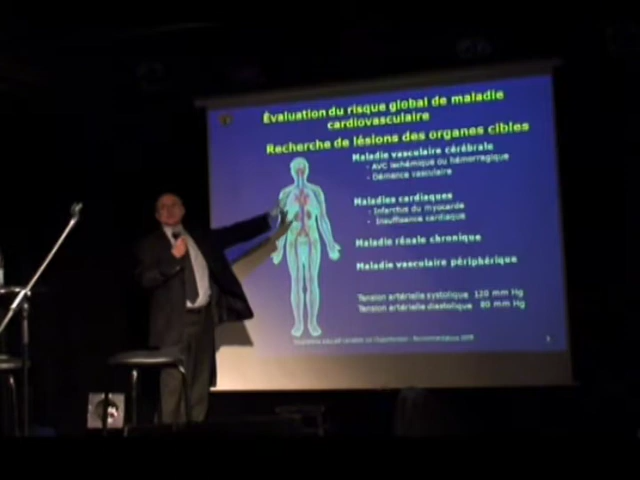 Évaluation du risque global de maladie
cardiovasculaire
Recherche de lésions des organes cibles
Maladie vasculaire cérébrale
- AVC ischémique ou hémorragique
- Démence vasculaire
Maladies cardiaques
- Infarctus du myocarde
- Insuffisance cardiaque
Maladie rénale chronique
Maladie vasculaire périphérique
Tension artérielle systolique 120 mm Hg
Tension artérielle diastolique 80 mm Hg